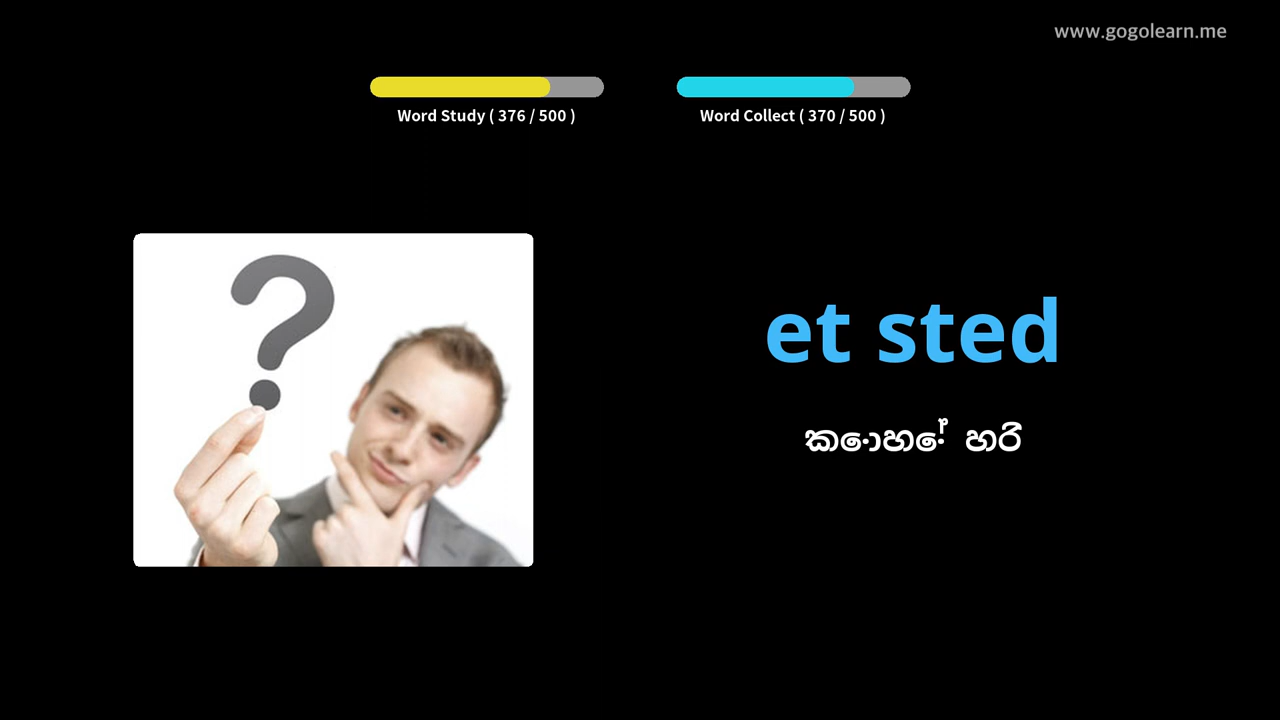 www.gogolearn.me
Word Study ( 376 / 500 )
Word Collect ( 370 / 500 )
et sted
කොහේ හරි